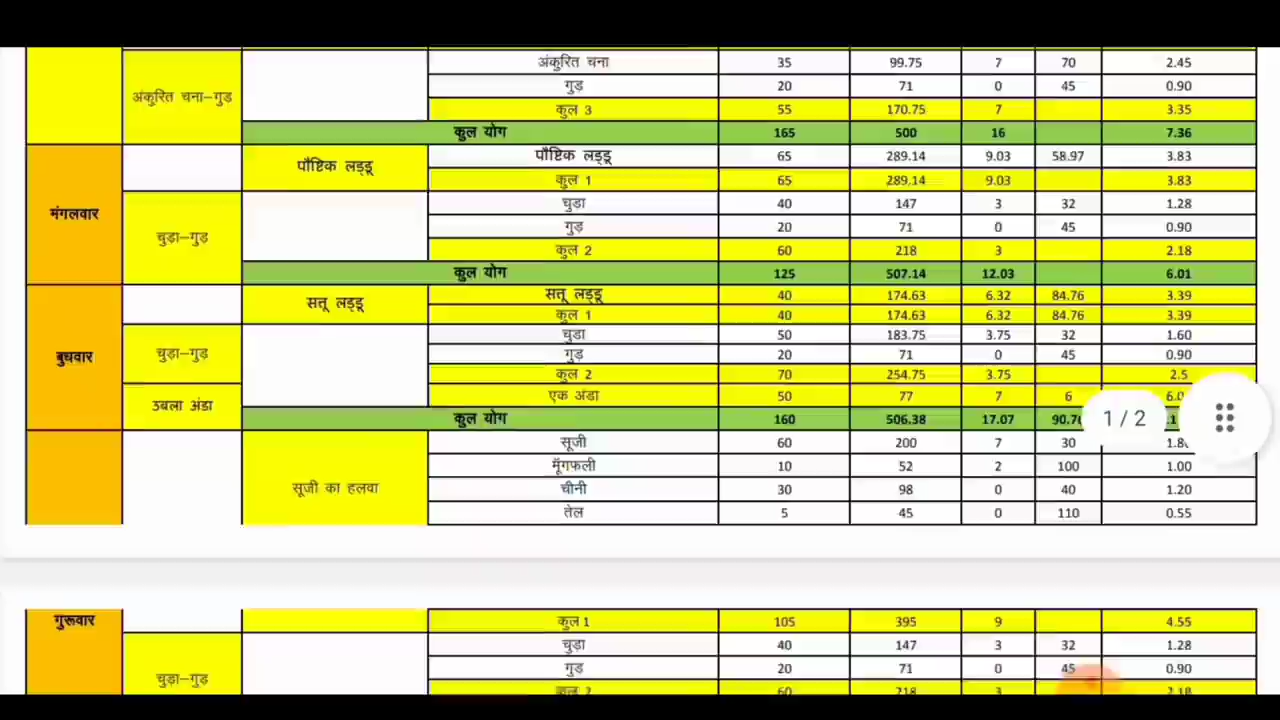 अंकुरित चना 35 99.75 7 70 2.45
अंकुरित चना-गुड़ गुड़ 20 71 0 45 0.90
कुल 3 55 170.75 7 3.35
कुल योग 165 500 16 7.36
पौष्टिक लड्डू पौष्टिक लड्डू 65 289.14 9.03 58.97 3.83
कुल 1 65 289.14 9.03 3.83
मंगलवार चुडा 40 147 3 32 1.28
चुड़ा-गुड़ गुड़ 20 71 0 45 0.90
कुल 2 60 218 3 2.18
कुल योग 125 507.14 12.03 6.01
सत्तू लड्डू सत्तू लड्डू 40 174.63 6.32 84.76 3.39
कुल 1 40 174.63 6.32 84.76 3.39
चुडा 50 183.75 3.75 32 1.60
बुधवार चुड़ा-गुड़ गुड़ 20 71 0 45 0.90
कुल 2 70 254.75 3.75 2.5
उबला अंडा एक अंडा 50 77 7 6
कुल योग 160 506.38 17.07 1/2
सूजी 60 200 7 30
मूँगफली 10 52 2 100 1.00
सूजी का हलवा चीनी 30 98 0 40 1.20
तेल 5 45 0 110 0.55
गुरूवार कुल 1 105 395 9 4.55
चुड़ा 40 147 3 32 1.28
चुड़ा-गुड़ गुड़ 20 71 0 45 0.90
कुल 2 60 218 3 2.18